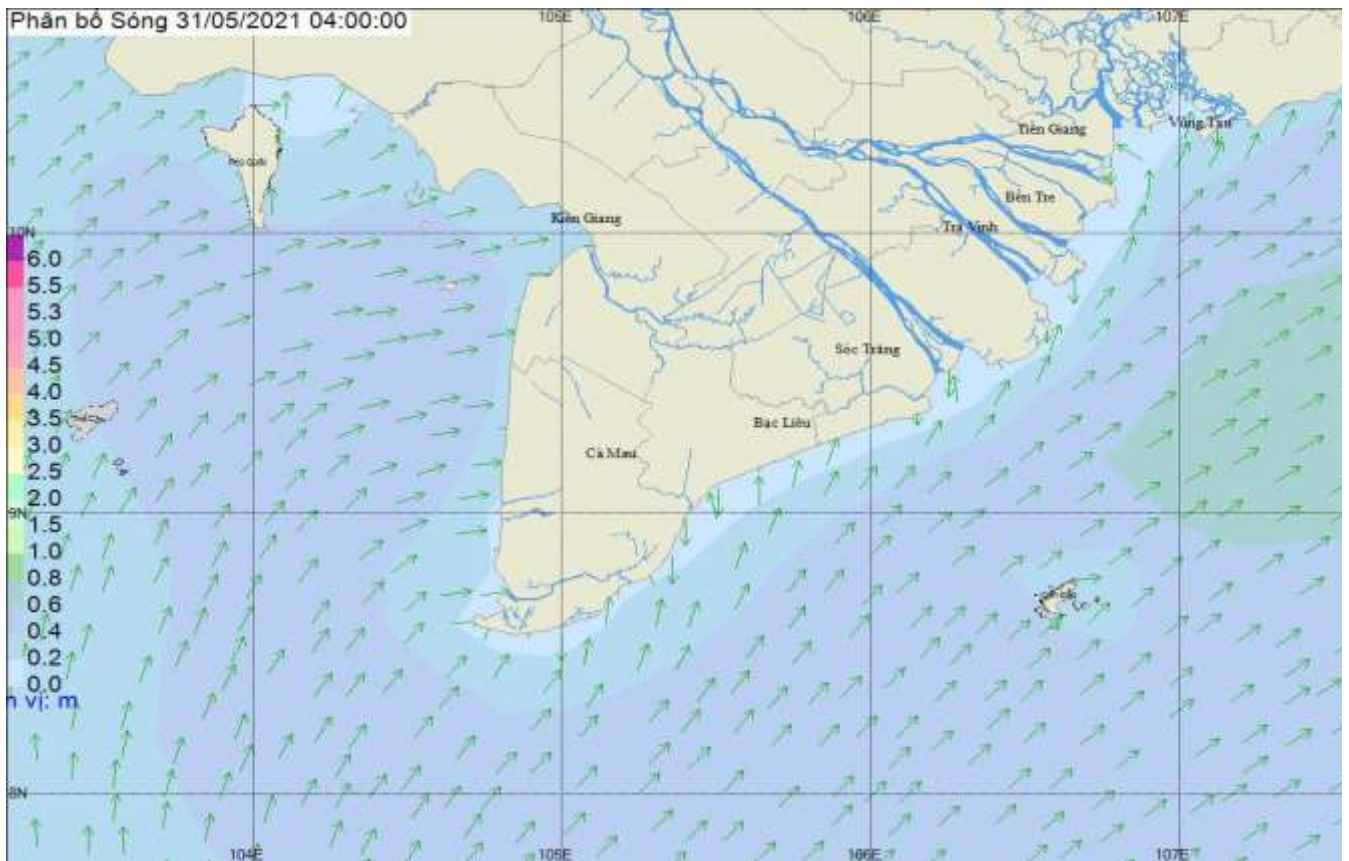 Phân bố Sóng 31/05/2021 04:00:00
105E
106E
107E
Tiền Giang
Vũng Tàu
Bến Tre
Kiên Giang
Trà Vinh
10N
6.0
5.5
5.3
5.0
4.5
4.0
3.5
3.0
2.5
2.0
1.5
1.0
0.8
0.6
0.4
0.2
0.0
n vị: m
Sóc Trăng
Bạc Liêu
Cà Mau
0.4
9N
8N
104E
105E
106E
107E